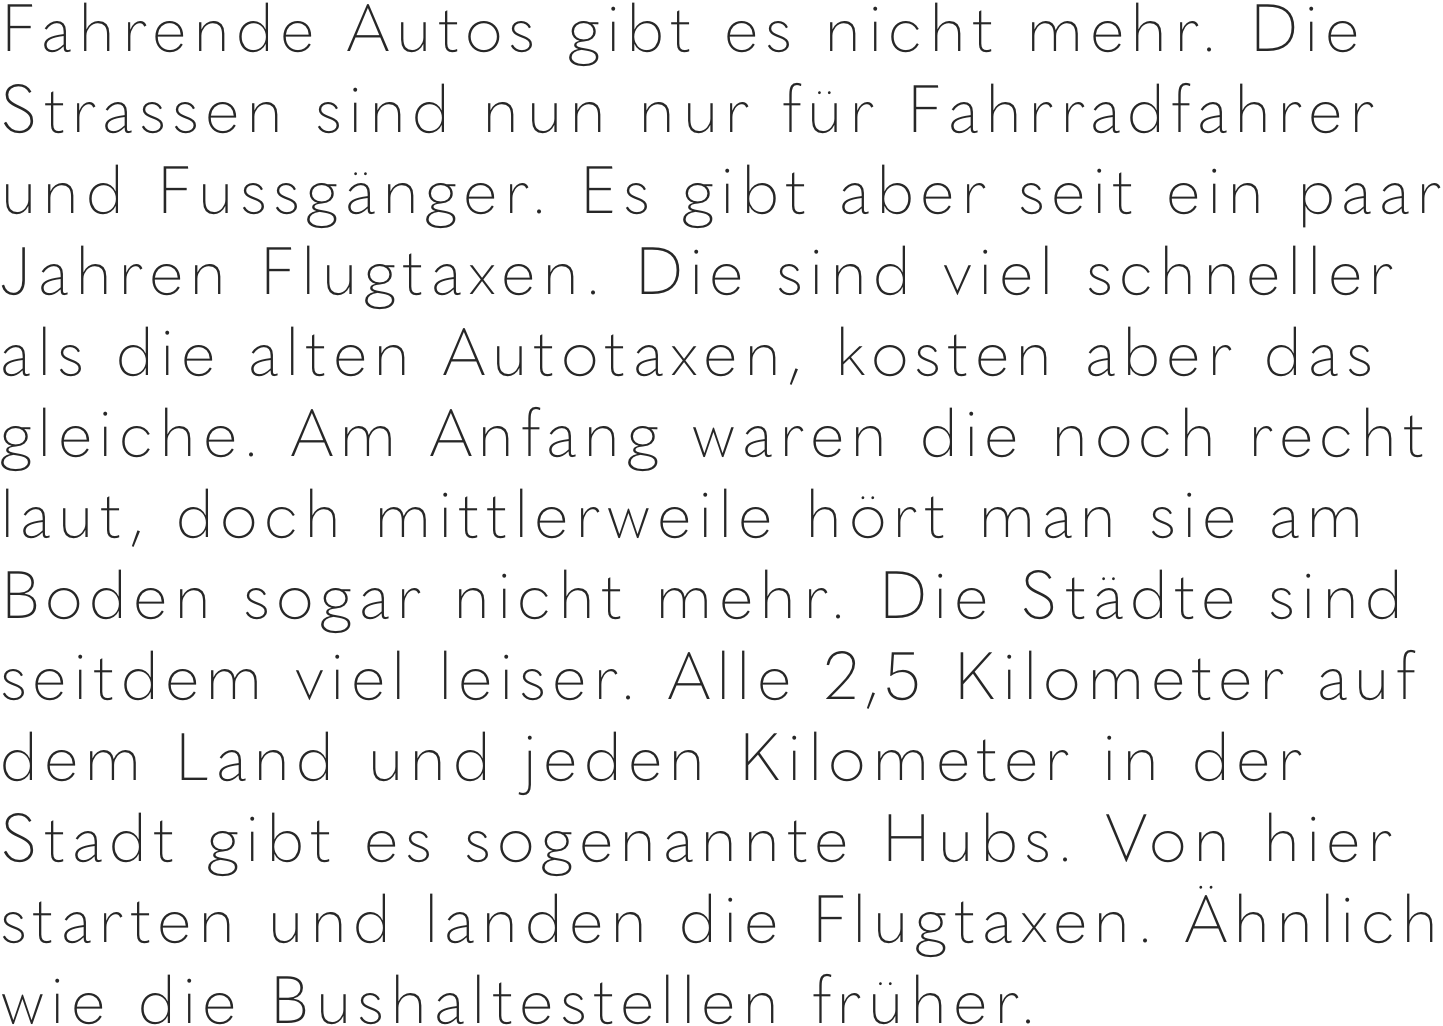 Fahrende Autos gibt es nicht mehr. Die
Strassen sind nun nur für Fahrradfahrer
und Fussgänger. Es gibt aber seit ein paar
Jahren Flugtaxen. Die sind viel schneller
als die alten Autotaxen, kosten aber das
gleiche. Am Anfang waren die noch recht
laut, doch mittlerweile hört man sie am
Boden sogar nicht mehr. Die Städte sind
seitdem viel leiser. Alle 2,5 Kilometer auf
dem Land und jeden Kilometer in der
Stadt gibt es sogenannte Hubs. Von hier
starten und landen die Flugtaxen. Ähnlich
wie die Bushaltestellen früher.